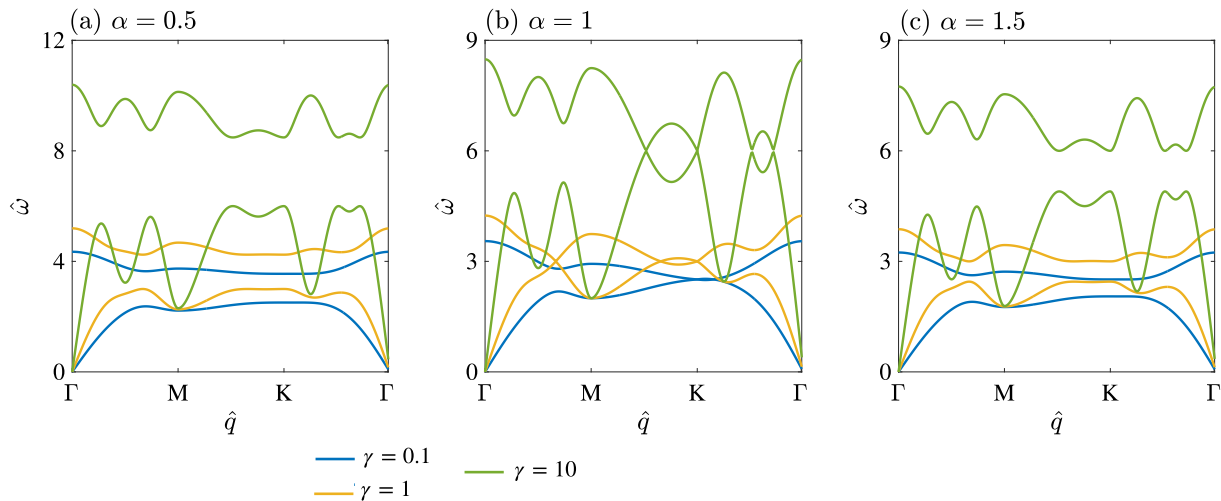 (a) α = 0.5
(b) α = 1
(c) α = 1.5
12
8
4
0
ω̂
Γ M K Γ
q̂
9
6
3
0
ω̂
Γ M K Γ
q̂
9
6
3
0
ω̂
Γ M K Γ
q̂
γ = 0.1
γ = 1
γ = 10